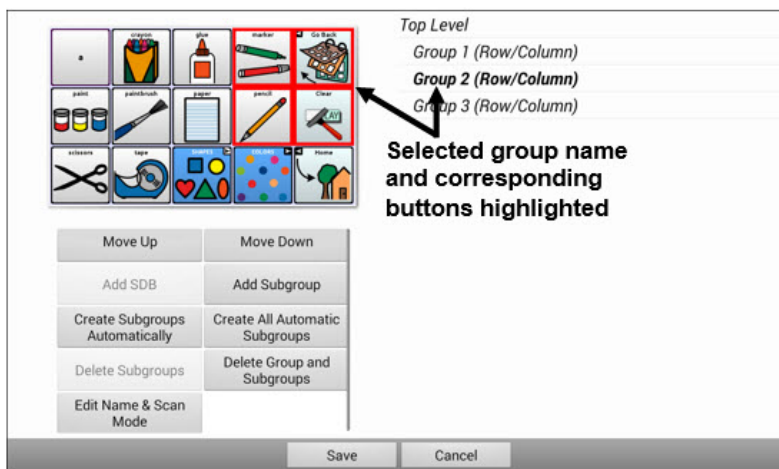 a
crayon
glue
marker
Go Back
paint
paintbrush
paper
pencil
Clear
scissors
tape
SHAPES
COLORS
Home
Top Level
Group 1 (Row/Column)
Group 2 (Row/Column)
Group 3 (Row/Column)
Selected group name
and corresponding
buttons highlighted
Move Up
Move Down
Add SDB
Add Subgroup
Create Subgroups
Automatically
Create All Automatic
Subgroups
Delete Subgroups
Delete Group and
Subgroups
Edit Name & Scan
Mode
Save
Cancel